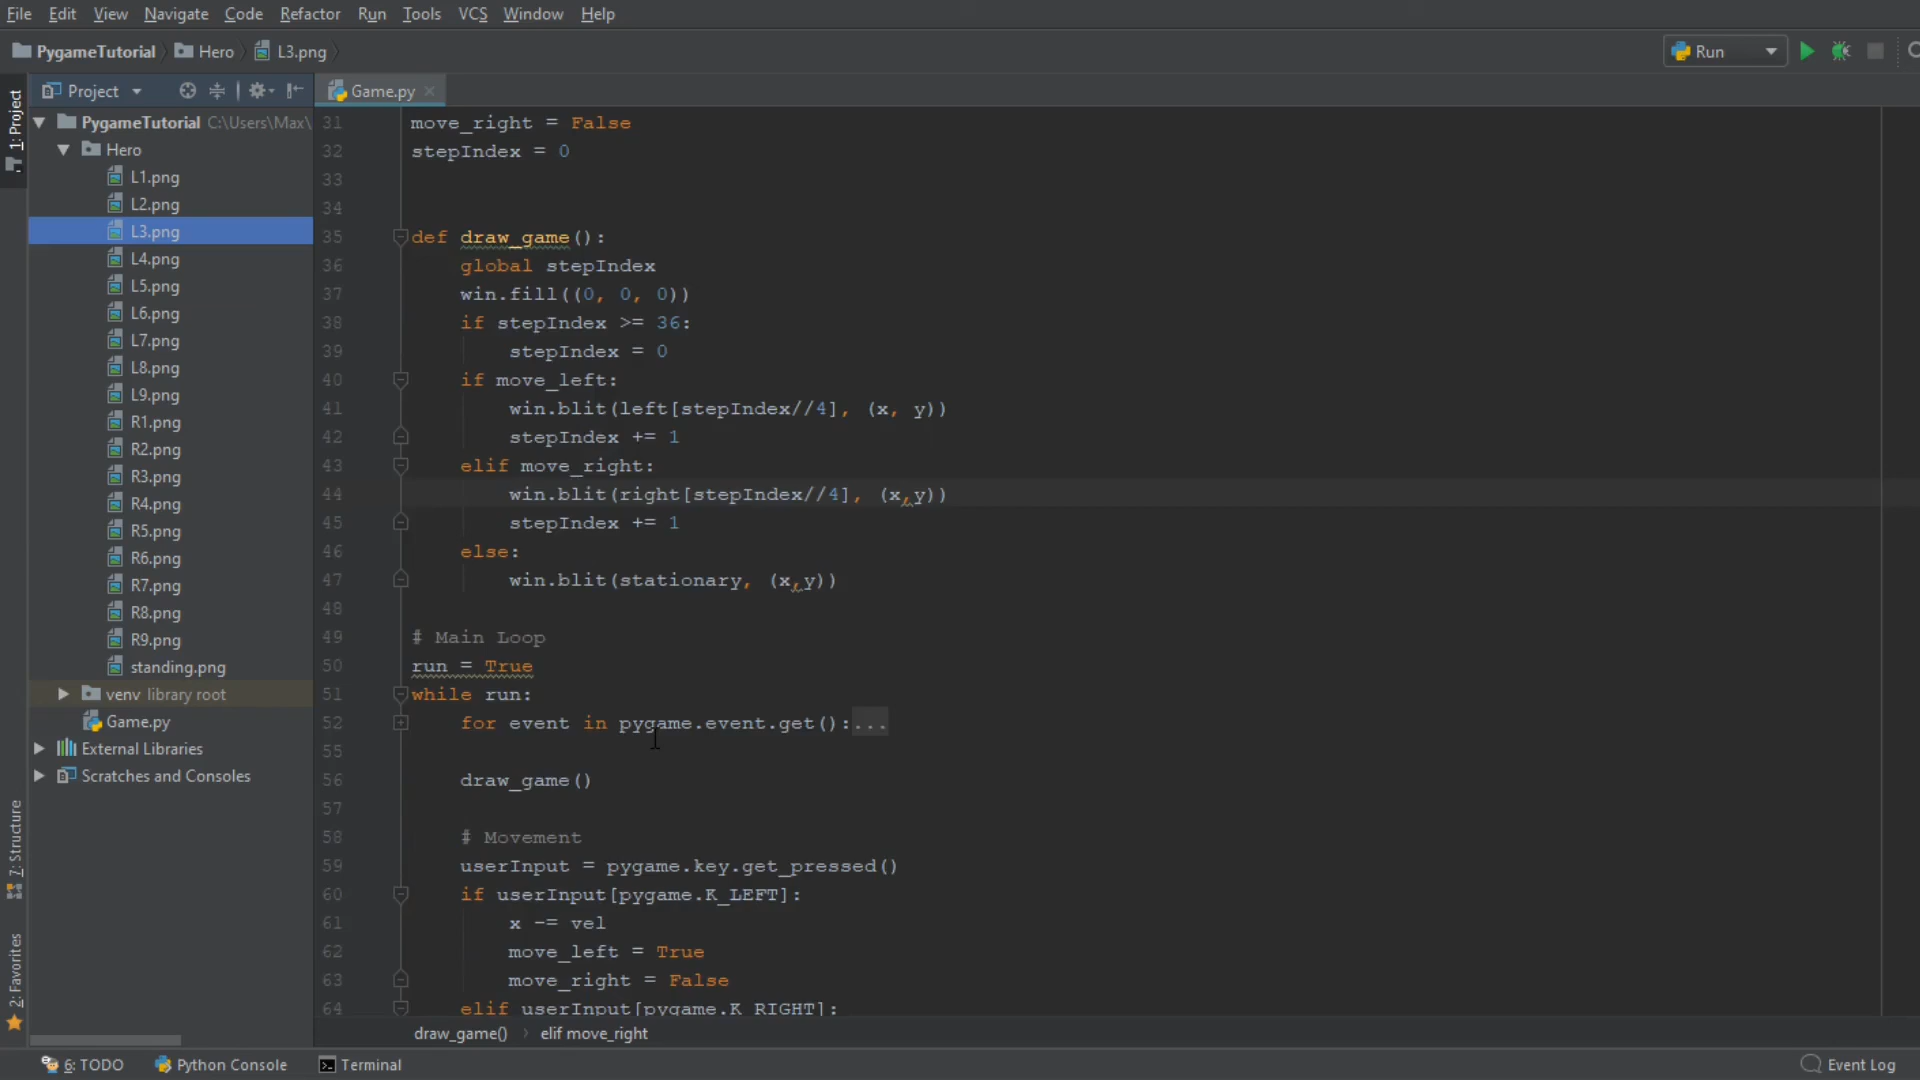 File Edit View Navigate Code Refactor Run Tools VCS Window Help
PygameTutorial Hero L3.png
Run
1: Project
Project
Game.py
PygameTutorial C:\Users\Max\
Hero
L1.png
L2.png
L3.png
L4.png
L5.png
L6.png
L7.png
L8.png
L9.png
R1.png
R2.png
R3.png
R4.png
R5.png
R6.png
R7.png
R8.png
R9.png
standing.png
venv library root
Game.py
External Libraries
Scratches and Consoles
7: Structure
2: Favorites
31 move_right = False
32 stepIndex = 0
33
34
35 def draw_game():
36 global stepIndex
37 win.fill((0, 0, 0))
38 if stepIndex >= 36:
39 stepIndex = 0
40 if move_left:
41 win.blit(left[stepIndex//4], (x, y))
42 stepIndex += 1
43 elif move_right:
44 win.blit(right[stepIndex//4], (x,y))
45 stepIndex += 1
46 else:
47 win.blit(stationary, (x,y))
48
49 # Main Loop
50 run = True
51 while run:
52 for event in pygame.event.get():...
55
56 draw_game()
57
58 # Movement
59 userInput = pygame.key.get_pressed()
60 if userInput[pygame.K_LEFT]:
61 x -= vel
62 move_left = True
63 move_right = False
64 elif userInput[pygame.K_RIGHT]:
draw_game() elif move_right
6: TODO Python Console Terminal Event Log